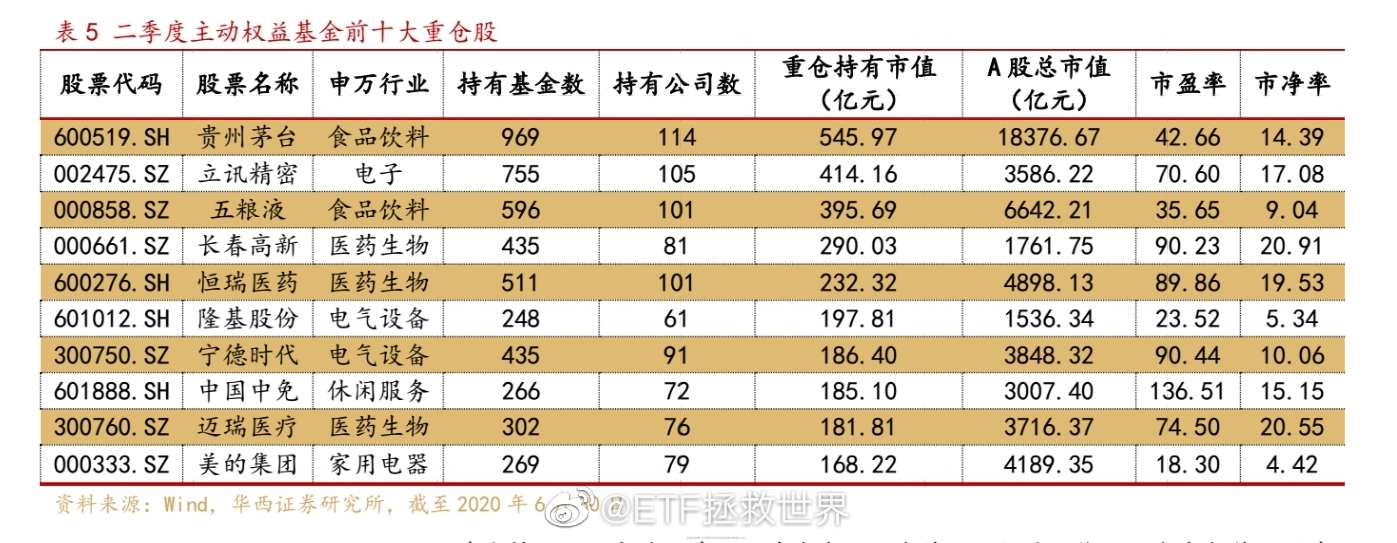 表 5 二季度主动权益基金前十大重仓股
股票代码 股票名称 申万行业 持有基金数 持有公司数 重仓持有市值（亿元） A 股总市值（亿元） 市盈率 市净率
600519.SH 贵州茅台 食品饮料 969 114 545.97 18376.67 42.66 14.39
002475.SZ 立讯精密 电子 755 105 414.16 3586.22 70.60 17.08
000858.SZ 五粮液 食品饮料 596 101 395.69 6642.21 35.65 9.04
000661.SZ 长春高新 医药生物 435 81 290.03 1761.75 90.23 20.91
600276.SH 恒瑞医药 医药生物 511 101 232.32 4898.13 89.86 19.53
601012.SH 隆基股份 电气设备 248 61 197.81 1536.34 23.52 5.34
300750.SZ 宁德时代 电气设备 435 91 186.40 3848.32 90.44 10.06
601888.SH 中国中免 休闲服务 266 72 185.10 3007.40 136.51 15.15
300760.SZ 迈瑞医疗 医药生物 302 76 181.81 3716.37 74.50 20.55
000333.SZ 美的集团 家用电器 269 79 168.22 4189.35 18.30 4.42
资料来源：Wind，华西证券研究所，截至 2020 年 6
@ETF拯救世界